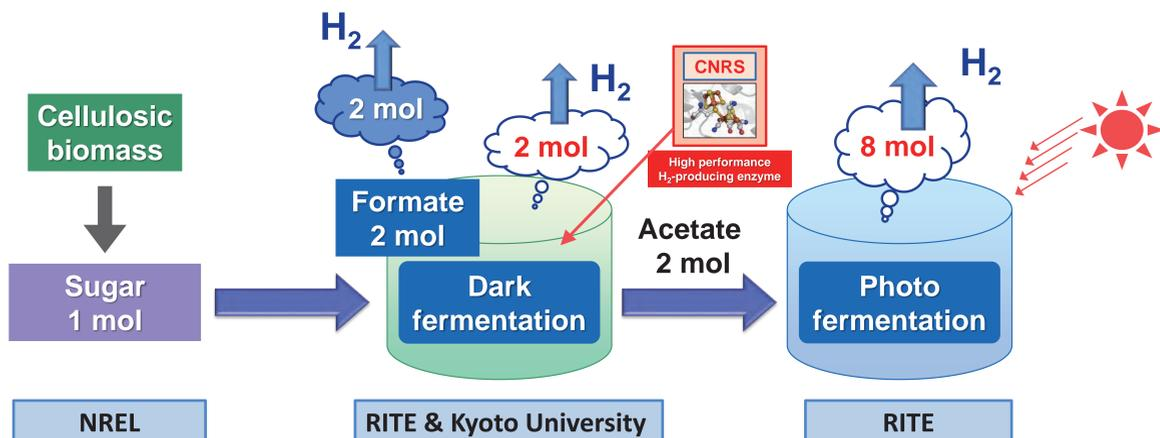 H2
2 mol
H2
2 mol
CNRS
High performance
H2-producing enzyme
H2
8 mol
Cellulosic
biomass
Sugar
1 mol
Formate
2 mol
Dark
fermentation
Acetate
2 mol
Photo
fermentation
NREL
RITE & Kyoto University
RITE